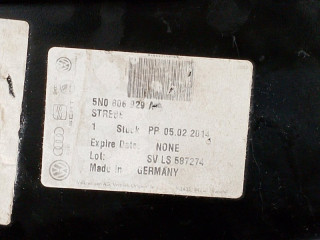 5N0 806 929 A
STREBE
1 Stuck PP 05.02.2014
Expire Date: NONE
Lot: SV LS 597274
Made in GERMANY